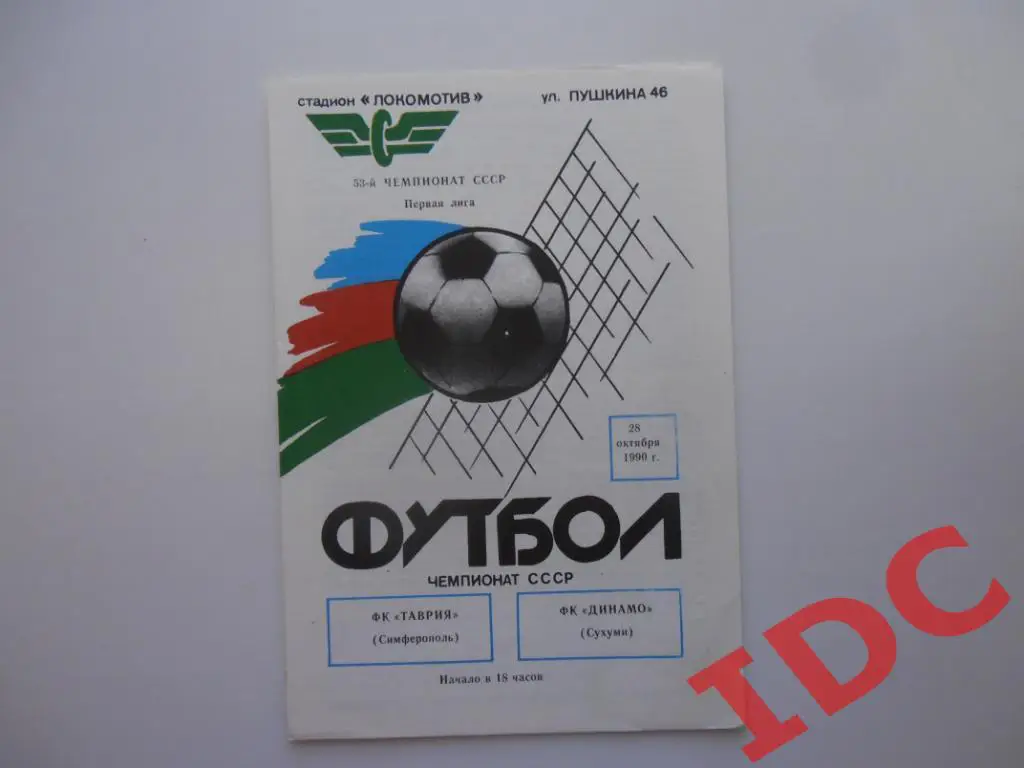 стадион «ЛОКОМОТИВ» ул. ПУШКИНА 46
53-й ЧЕМПИОНАТ СССР
Первая лига
28
октября
1990 г.
ФУТБОЛ
ЧЕМПИОНАТ СССР
ФК «ТАВРИЯ»
(Симферополь)
ФК «ДИНАМО»
(Сухуми)
Начало в 18 часов
IDC